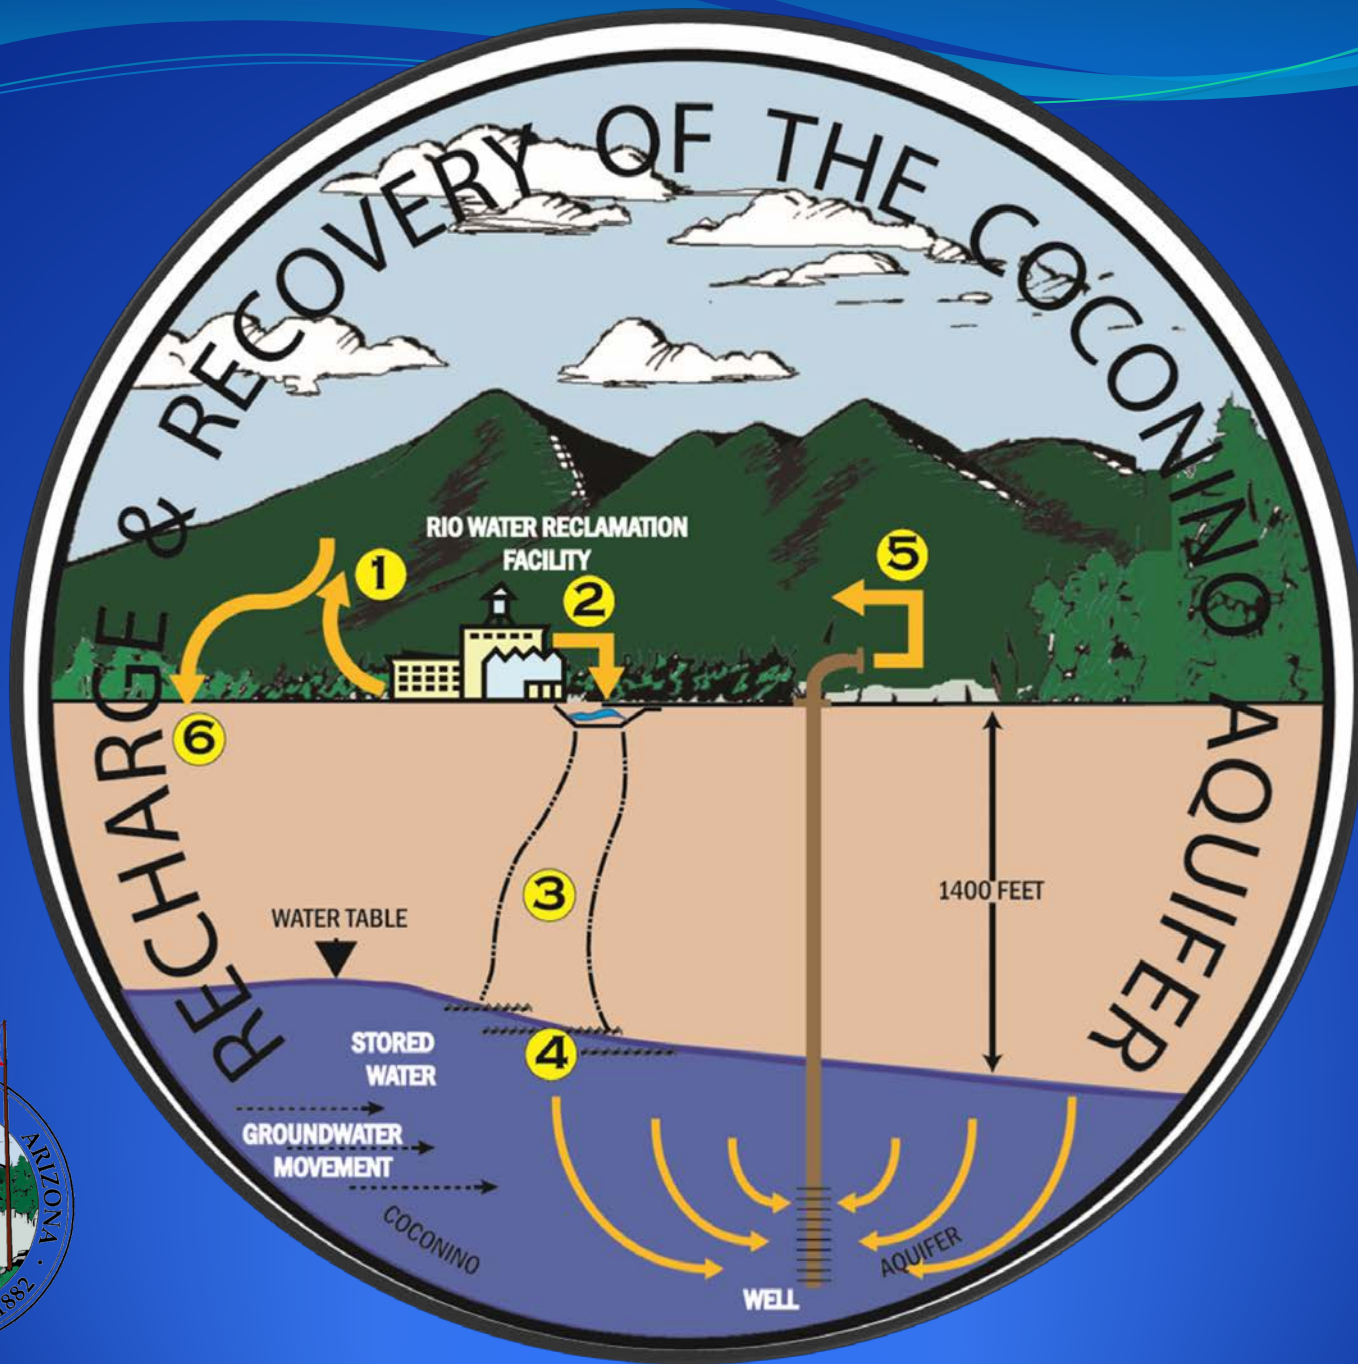 RECHARGE & RECOVERY OF THE COCONINO AQUIFER
RIO WATER RECLAMATION
FACILITY
1
2
5
6
3
1400 FEET
WATER TABLE
STORED
WATER
4
GROUNDWATER
MOVEMENT
COCONINO
AQUIFER
WELL
ARIZONA ·
1882